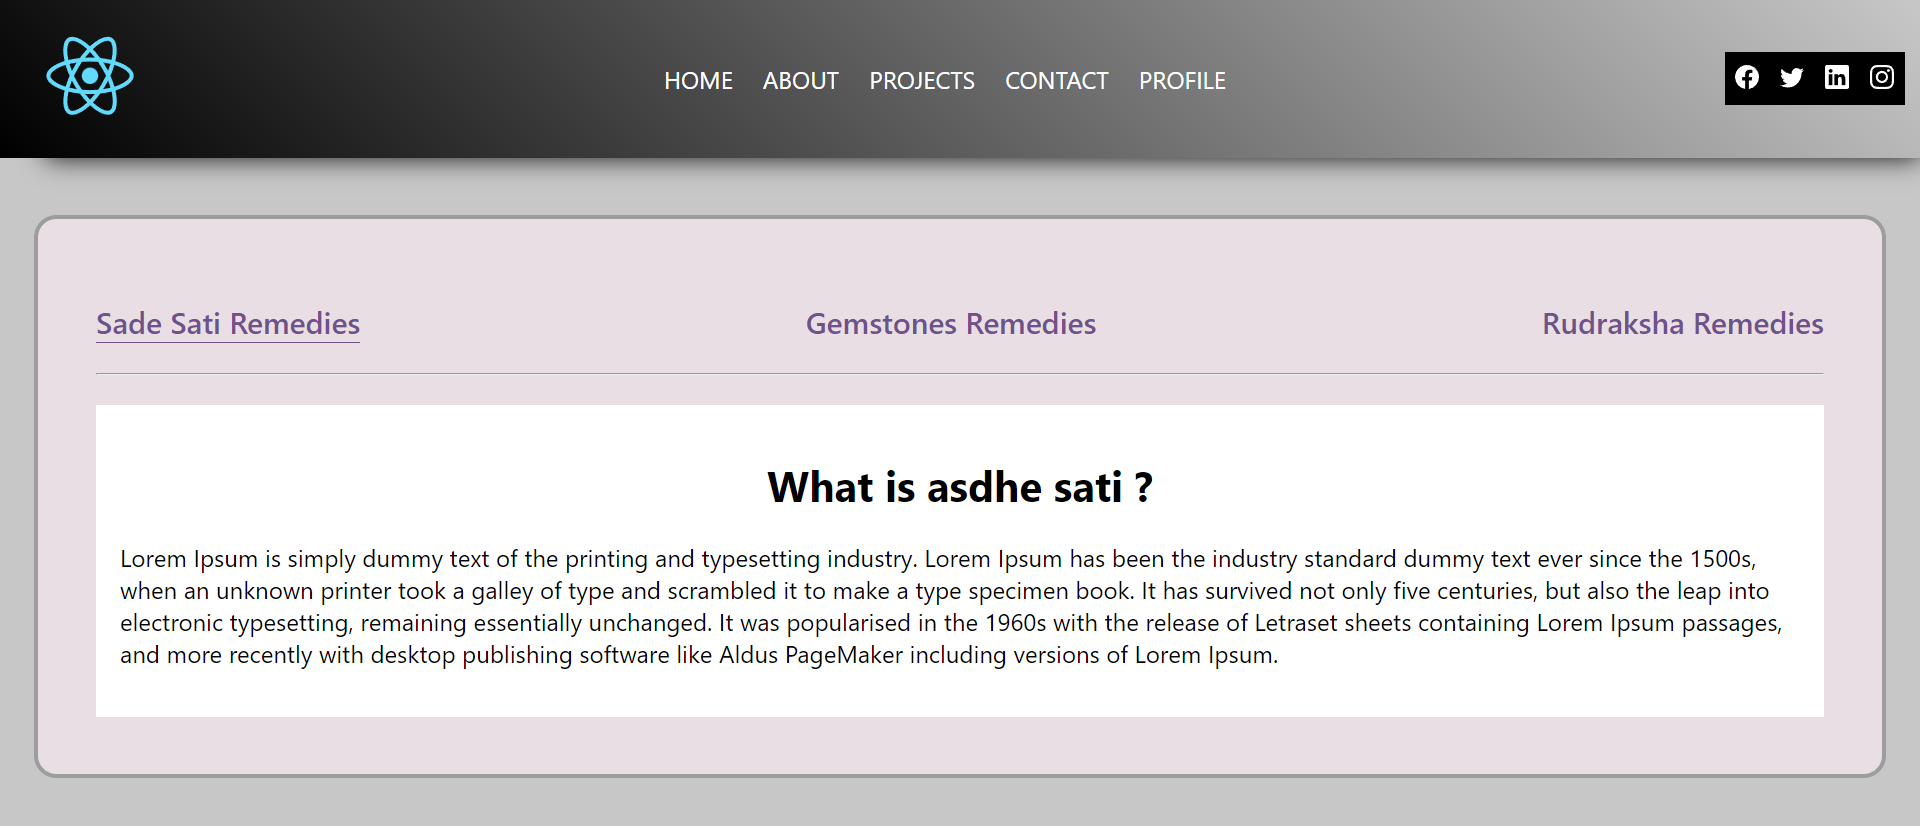 HOME ABOUT PROJECTS CONTACT PROFILE
Sade Sati Remedies Gemstones Remedies Rudraksha Remedies
What is asdhe sati ?
Lorem Ipsum is simply dummy text of the printing and typesetting industry. Lorem Ipsum has been the industry standard dummy text ever since the 1500s,
when an unknown printer took a galley of type and scrambled it to make a type specimen book. It has survived not only five centuries, but also the leap into
electronic typesetting, remaining essentially unchanged. It was popularised in the 1960s with the release of Letraset sheets containing Lorem Ipsum passages,
and more recently with desktop publishing software like Aldus PageMaker including versions of Lorem Ipsum.